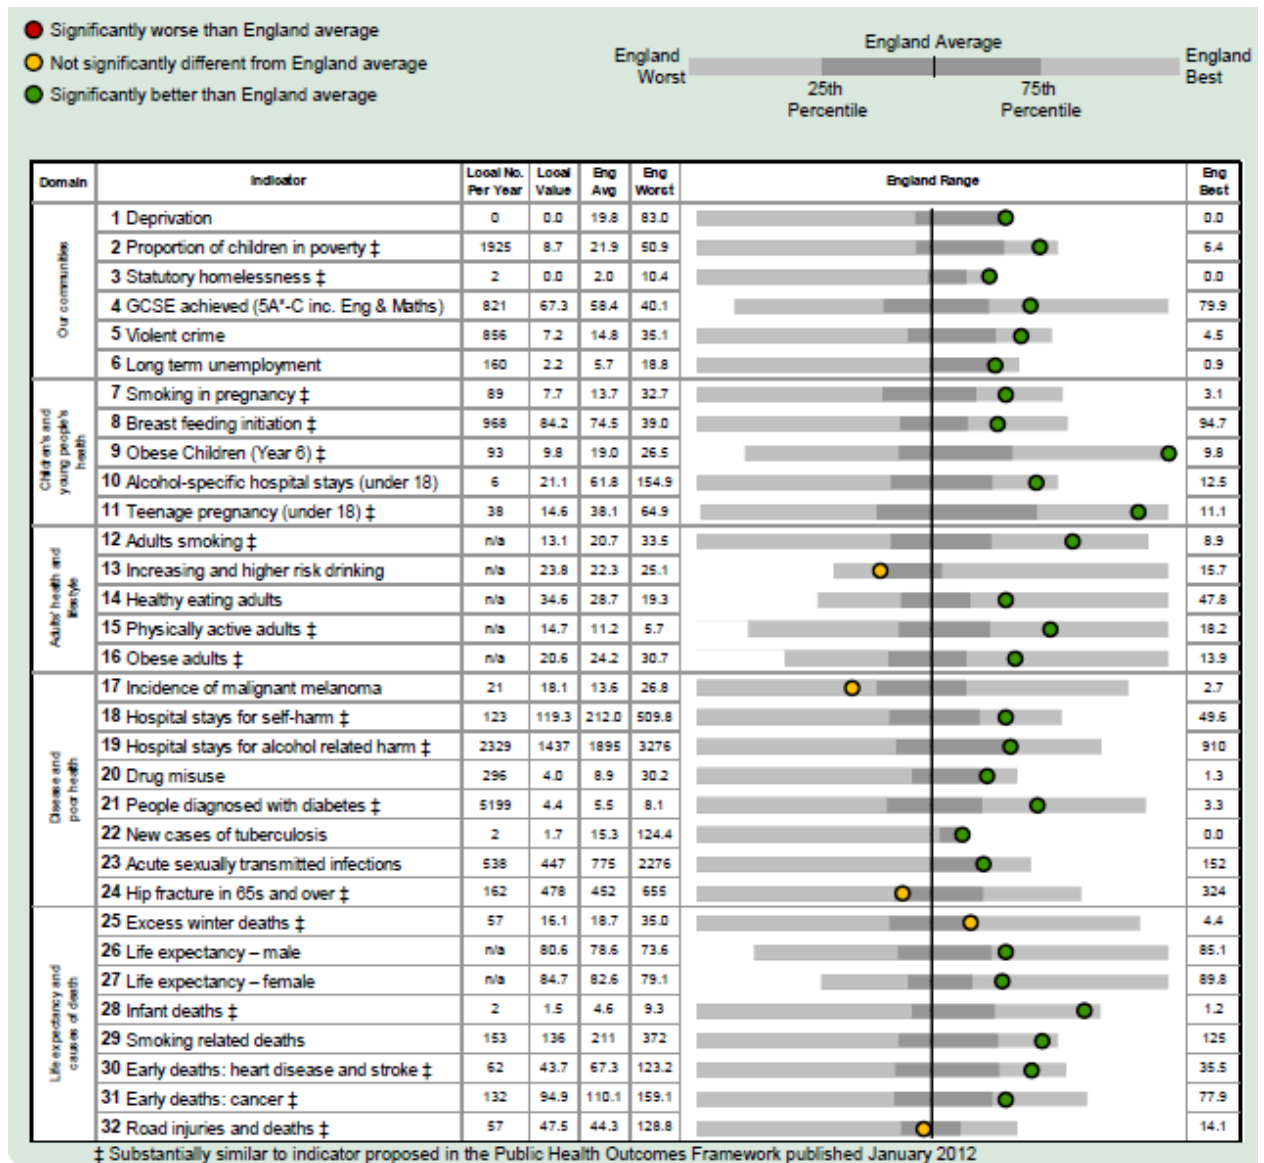 Significantly worse than England average
Not significantly different from England average
Significantly better than England average
England Average
England Worst
England Best
25th Percentile
75th Percentile
Domain Indicator Local No. Per Year Local Value Eng Avg Eng Worst England Range Eng Best
Our communities
1 Deprivation 0 0.0 19.8 83.0 0.0
2 Proportion of children in poverty ‡ 1925 8.7 21.9 50.9 6.4
3 Statutory homelessness ‡ 2 0.0 2.0 10.4 0.0
4 GCSE achieved (5A*-C inc. Eng & Maths) 821 67.3 58.4 40.1 79.9
5 Violent crime 856 7.2 14.8 35.1 4.5
6 Long term unemployment 160 2.2 5.7 18.8 0.9
Children's and young people's health
7 Smoking in pregnancy ‡ 89 7.7 13.7 32.7 3.1
8 Breast feeding initiation ‡ 968 84.2 74.5 39.0 94.7
9 Obese Children (Year 6) ‡ 93 9.8 19.0 26.5 9.8
10 Alcohol-specific hospital stays (under 18) 6 21.1 61.8 154.9 12.5
11 Teenage pregnancy (under 18) ‡ 38 14.6 38.1 64.9 11.1
Adults' health and lifestyle
12 Adults smoking ‡ n/a 13.1 20.7 33.5 8.9
13 Increasing and higher risk drinking n/a 23.8 22.3 25.1 15.7
14 Healthy eating adults n/a 34.6 28.7 19.3 47.8
15 Physically active adults ‡ n/a 14.7 11.2 5.7 18.2
16 Obese adults ‡ n/a 20.6 24.2 30.7 13.9
Disease and poor health
17 Incidence of malignant melanoma 21 18.1 13.6 26.8 2.7
18 Hospital stays for self-harm ‡ 123 119.3 212.0 509.8 49.6
19 Hospital stays for alcohol related harm ‡ 2329 1437 1895 3276 910
20 Drug misuse 296 4.0 8.9 30.2 1.3
21 People diagnosed with diabetes ‡ 5199 4.4 5.5 8.1 3.3
22 New cases of tuberculosis 2 1.7 15.3 124.4 0.0
23 Acute sexually transmitted infections 538 447 775 2276 152
24 Hip fracture in 65s and over ‡ 162 478 452 655 324
Life expectancy and causes of death
25 Excess winter deaths ‡ 57 16.1 18.7 35.0 4.4
26 Life expectancy – male n/a 80.6 78.6 73.6 85.1
27 Life expectancy – female n/a 84.7 82.6 79.1 89.8
28 Infant deaths ‡ 2 1.5 4.6 9.3 1.2
29 Smoking related deaths 153 136 211 372 125
30 Early deaths: heart disease and stroke ‡ 62 43.7 67.3 123.2 35.5
31 Early deaths: cancer ‡ 132 94.9 110.1 159.1 77.9
32 Road injuries and deaths ‡ 57 47.5 44.3 128.8 14.1
‡ Substantially similar to indicator proposed in the Public Health Outcomes Framework published January 2012